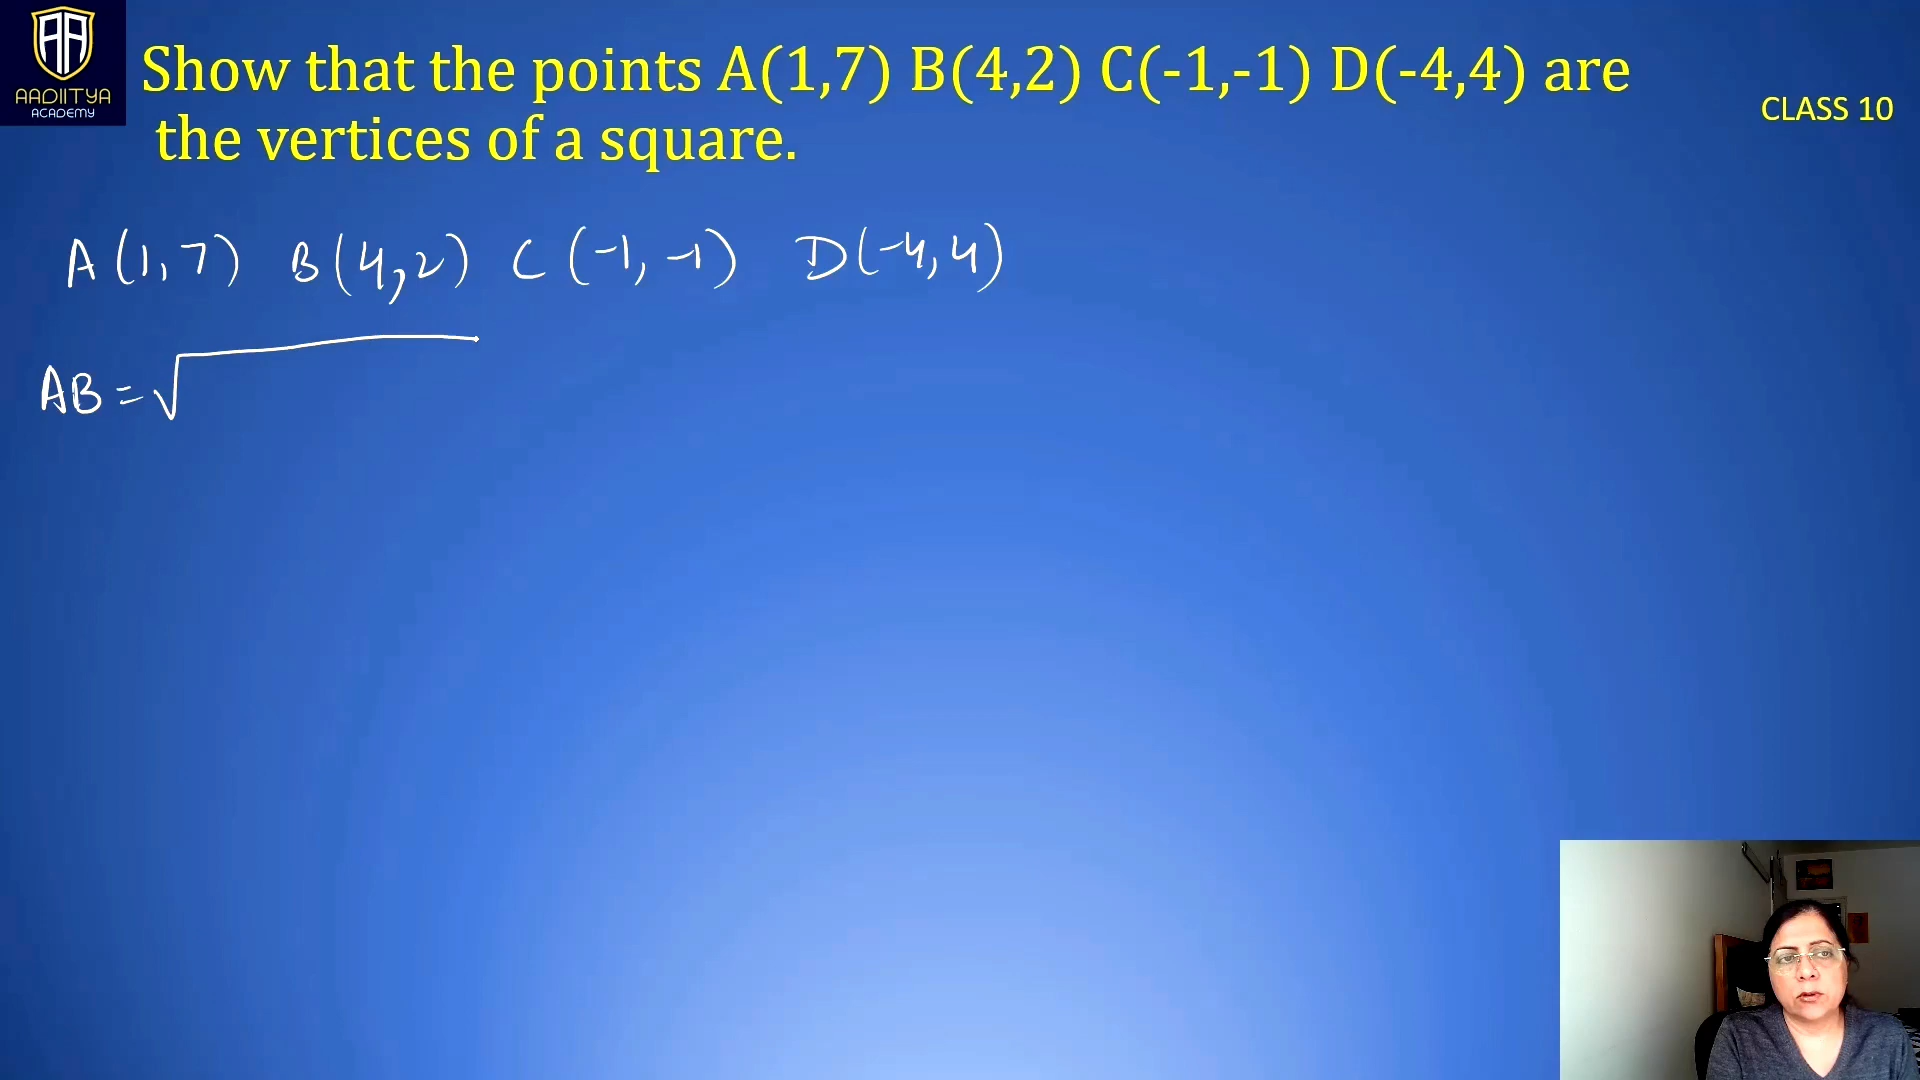 AADIITYA
ACADEMY
Show that the points A(1,7) B(4,2) C(-1,-1) D(-4,4) are
the vertices of a square.
CLASS 10
A(1,7) B(4,2) C(-1,-1) D(-4,4)
AB = √